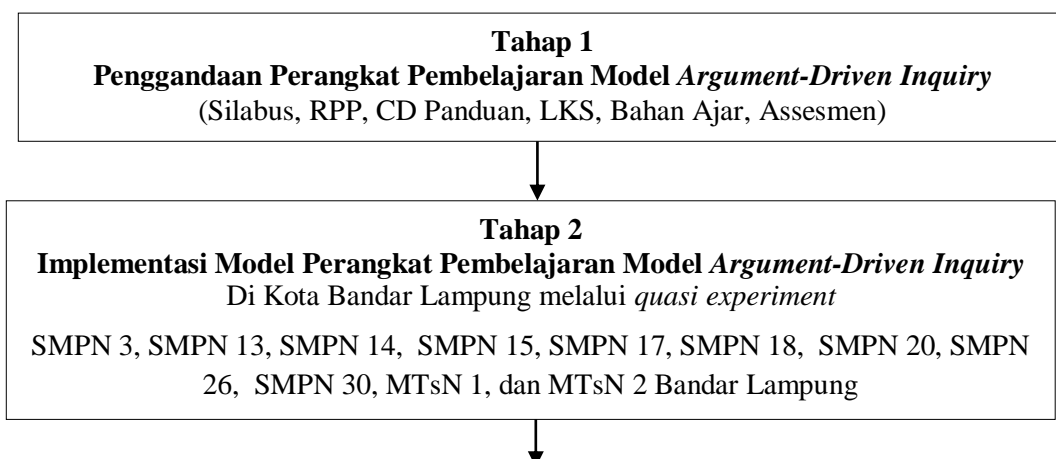 Tahap 1
Penggandaan Perangkat Pembelajaran Model Argument-Driven Inquiry
(Silabus, RPP, CD Panduan, LKS, Bahan Ajar, Assesmen)
Tahap 2
Implementasi Model Perangkat Pembelajaran Model Argument-Driven Inquiry
Di Kota Bandar Lampung melalui quasi experiment
SMPN 3, SMPN 13, SMPN 14, SMPN 15, SMPN 17, SMPN 18, SMPN 20, SMPN
26, SMPN 30, MTsN 1, dan MTsN 2 Bandar Lampung